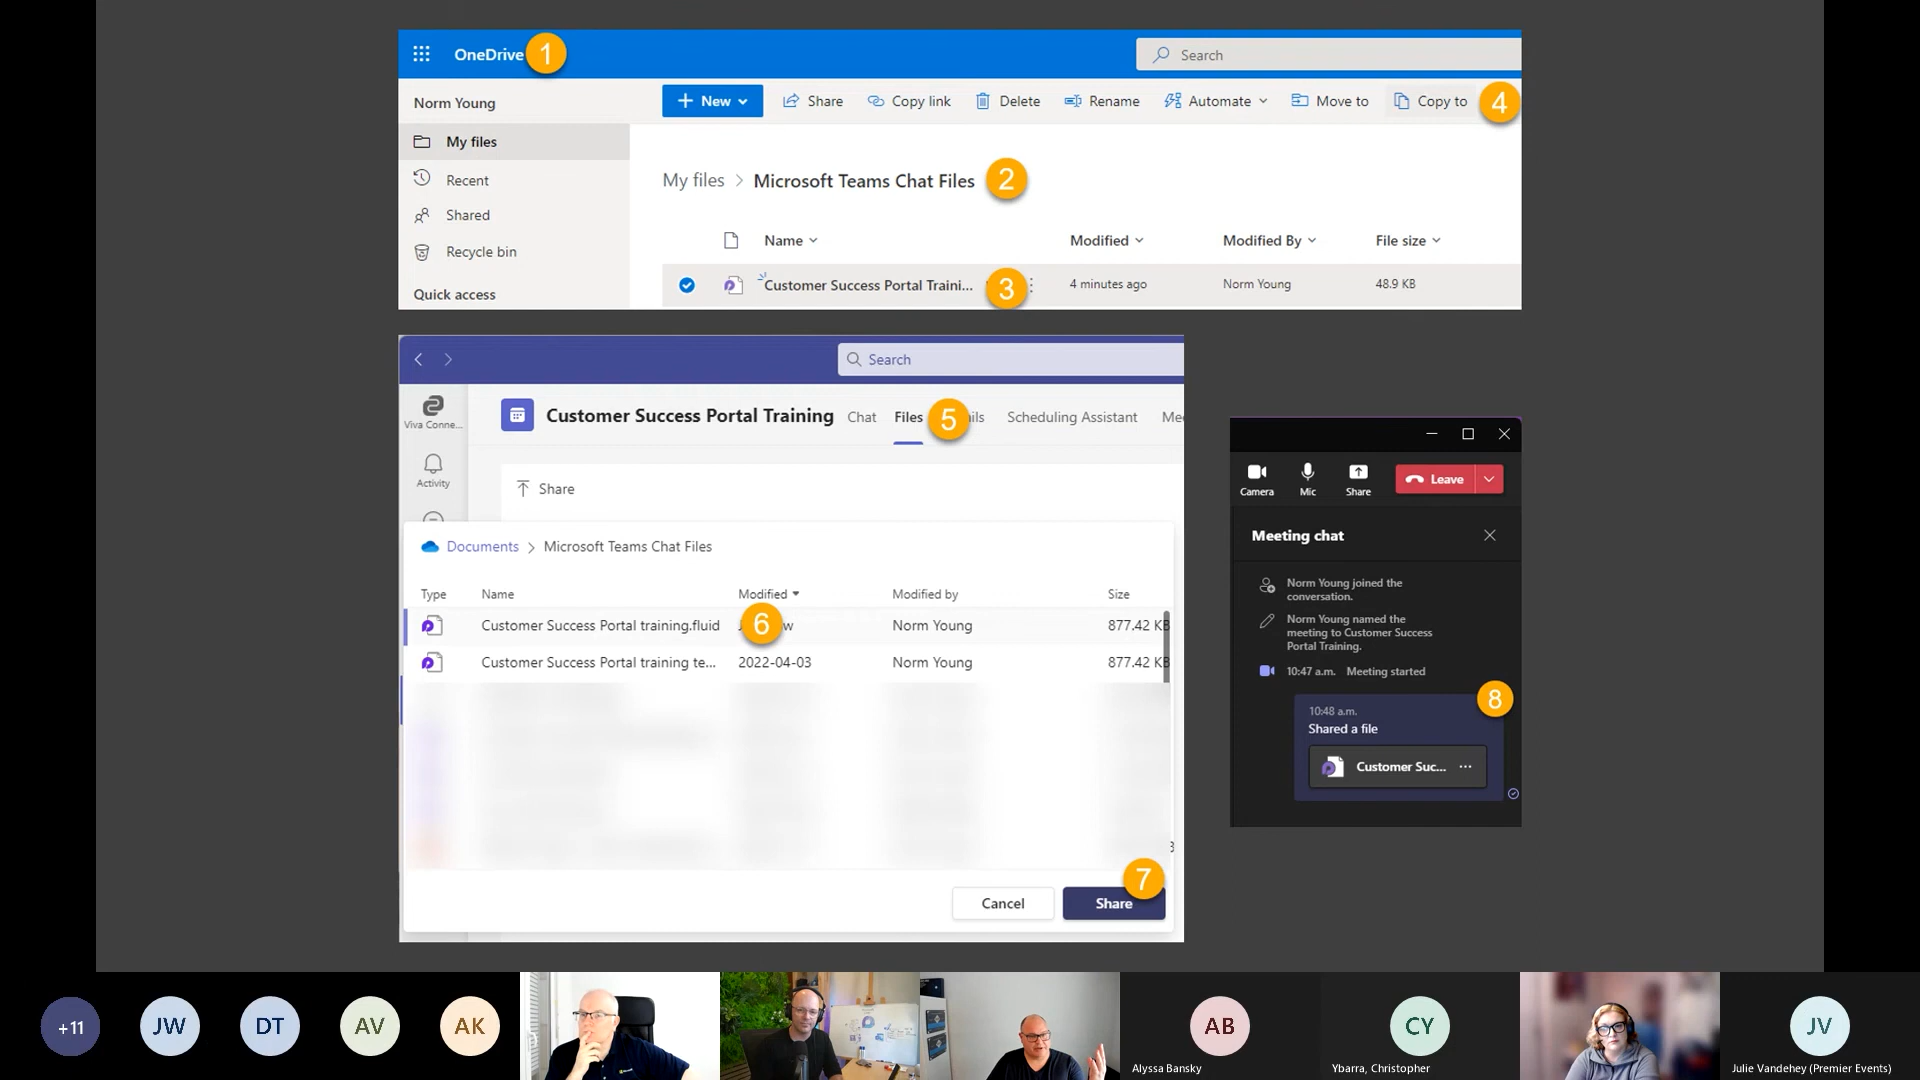 OneDrive 1
Search
Norm Young
New
Share
Copy link
Delete
Rename
Automate
Move to
Copy to 4
My files
Recent
Shared
Recycle bin
Quick access
My files > Microsoft Teams Chat Files 2
Name
Modified
Modified By
File size
Customer Success Portal Traini... 3
4 minutes ago
Norm Young
48.9 KB
Search
Viva Conne...
Activity
Customer Success Portal Training
Chat
Files 5
Scheduling Assistant
Share
Documents > Microsoft Teams Chat Files
Type
Name
Modified
Modified by
Size
Customer Success Portal training.fluid
6
Norm Young
877.42 KB
Customer Success Portal training te...
2022-04-03
Norm Young
877.42 KB
7
Cancel
Share
Camera
Mic
Share
Leave
Meeting chat
Norm Young joined the
conversation.
Norm Young named the
meeting to Customer Success
Portal Training.
10:47 a.m. Meeting started
8
10:48 a.m.
Shared a file
Customer Suc...
+11
JW
DT
AV
AK
AB
Alyssa Bansky
CY
Ybarra, Christopher
JV
Julie Vandehey (Premier Events)